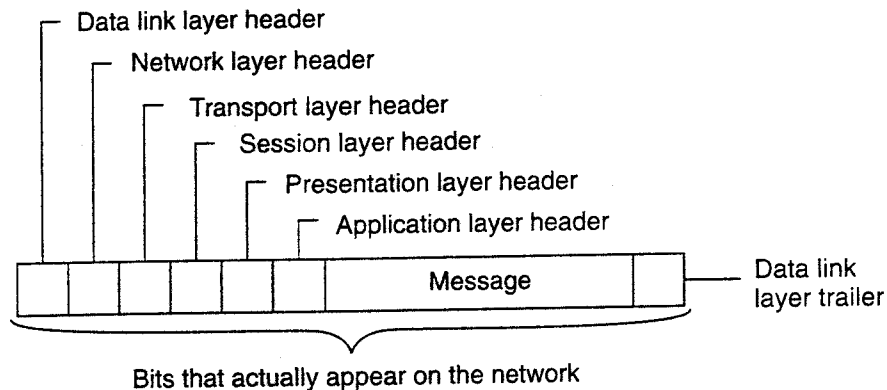 Data link layer header
Network layer header
Transport layer header
Session layer header
Presentation layer header
Application layer header
Message
Data link
layer trailer
Bits that actually appear on the network